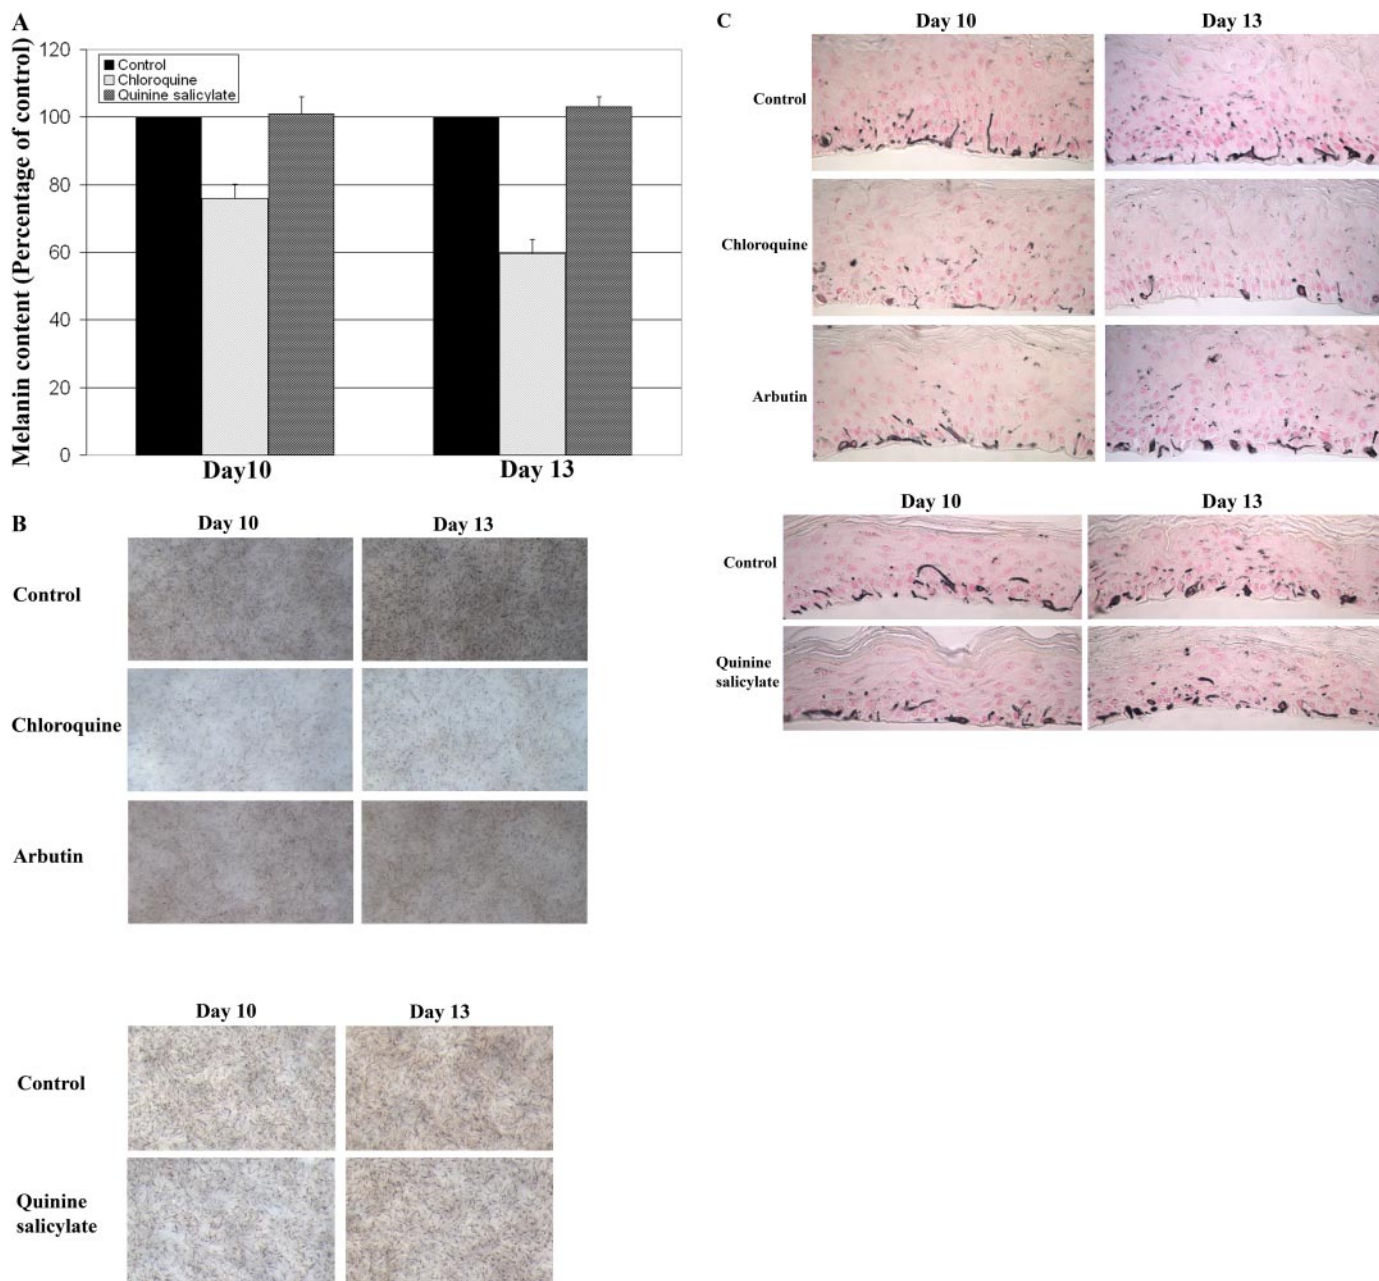 A
Melanin content (Percentage of control)
120
100
80
60
40
20
0
Control
Chloroquine
Quinine salicylate
Day10
Day 13
B
Day 10
Day 13
Control
Chloroquine
Arbutin
Day 10
Day 13
Control
Quinine
salicylate
C
Day 10
Day 13
Control
Chloroquine
Arbutin
Day 10
Day 13
Control
Quinine
salicylate